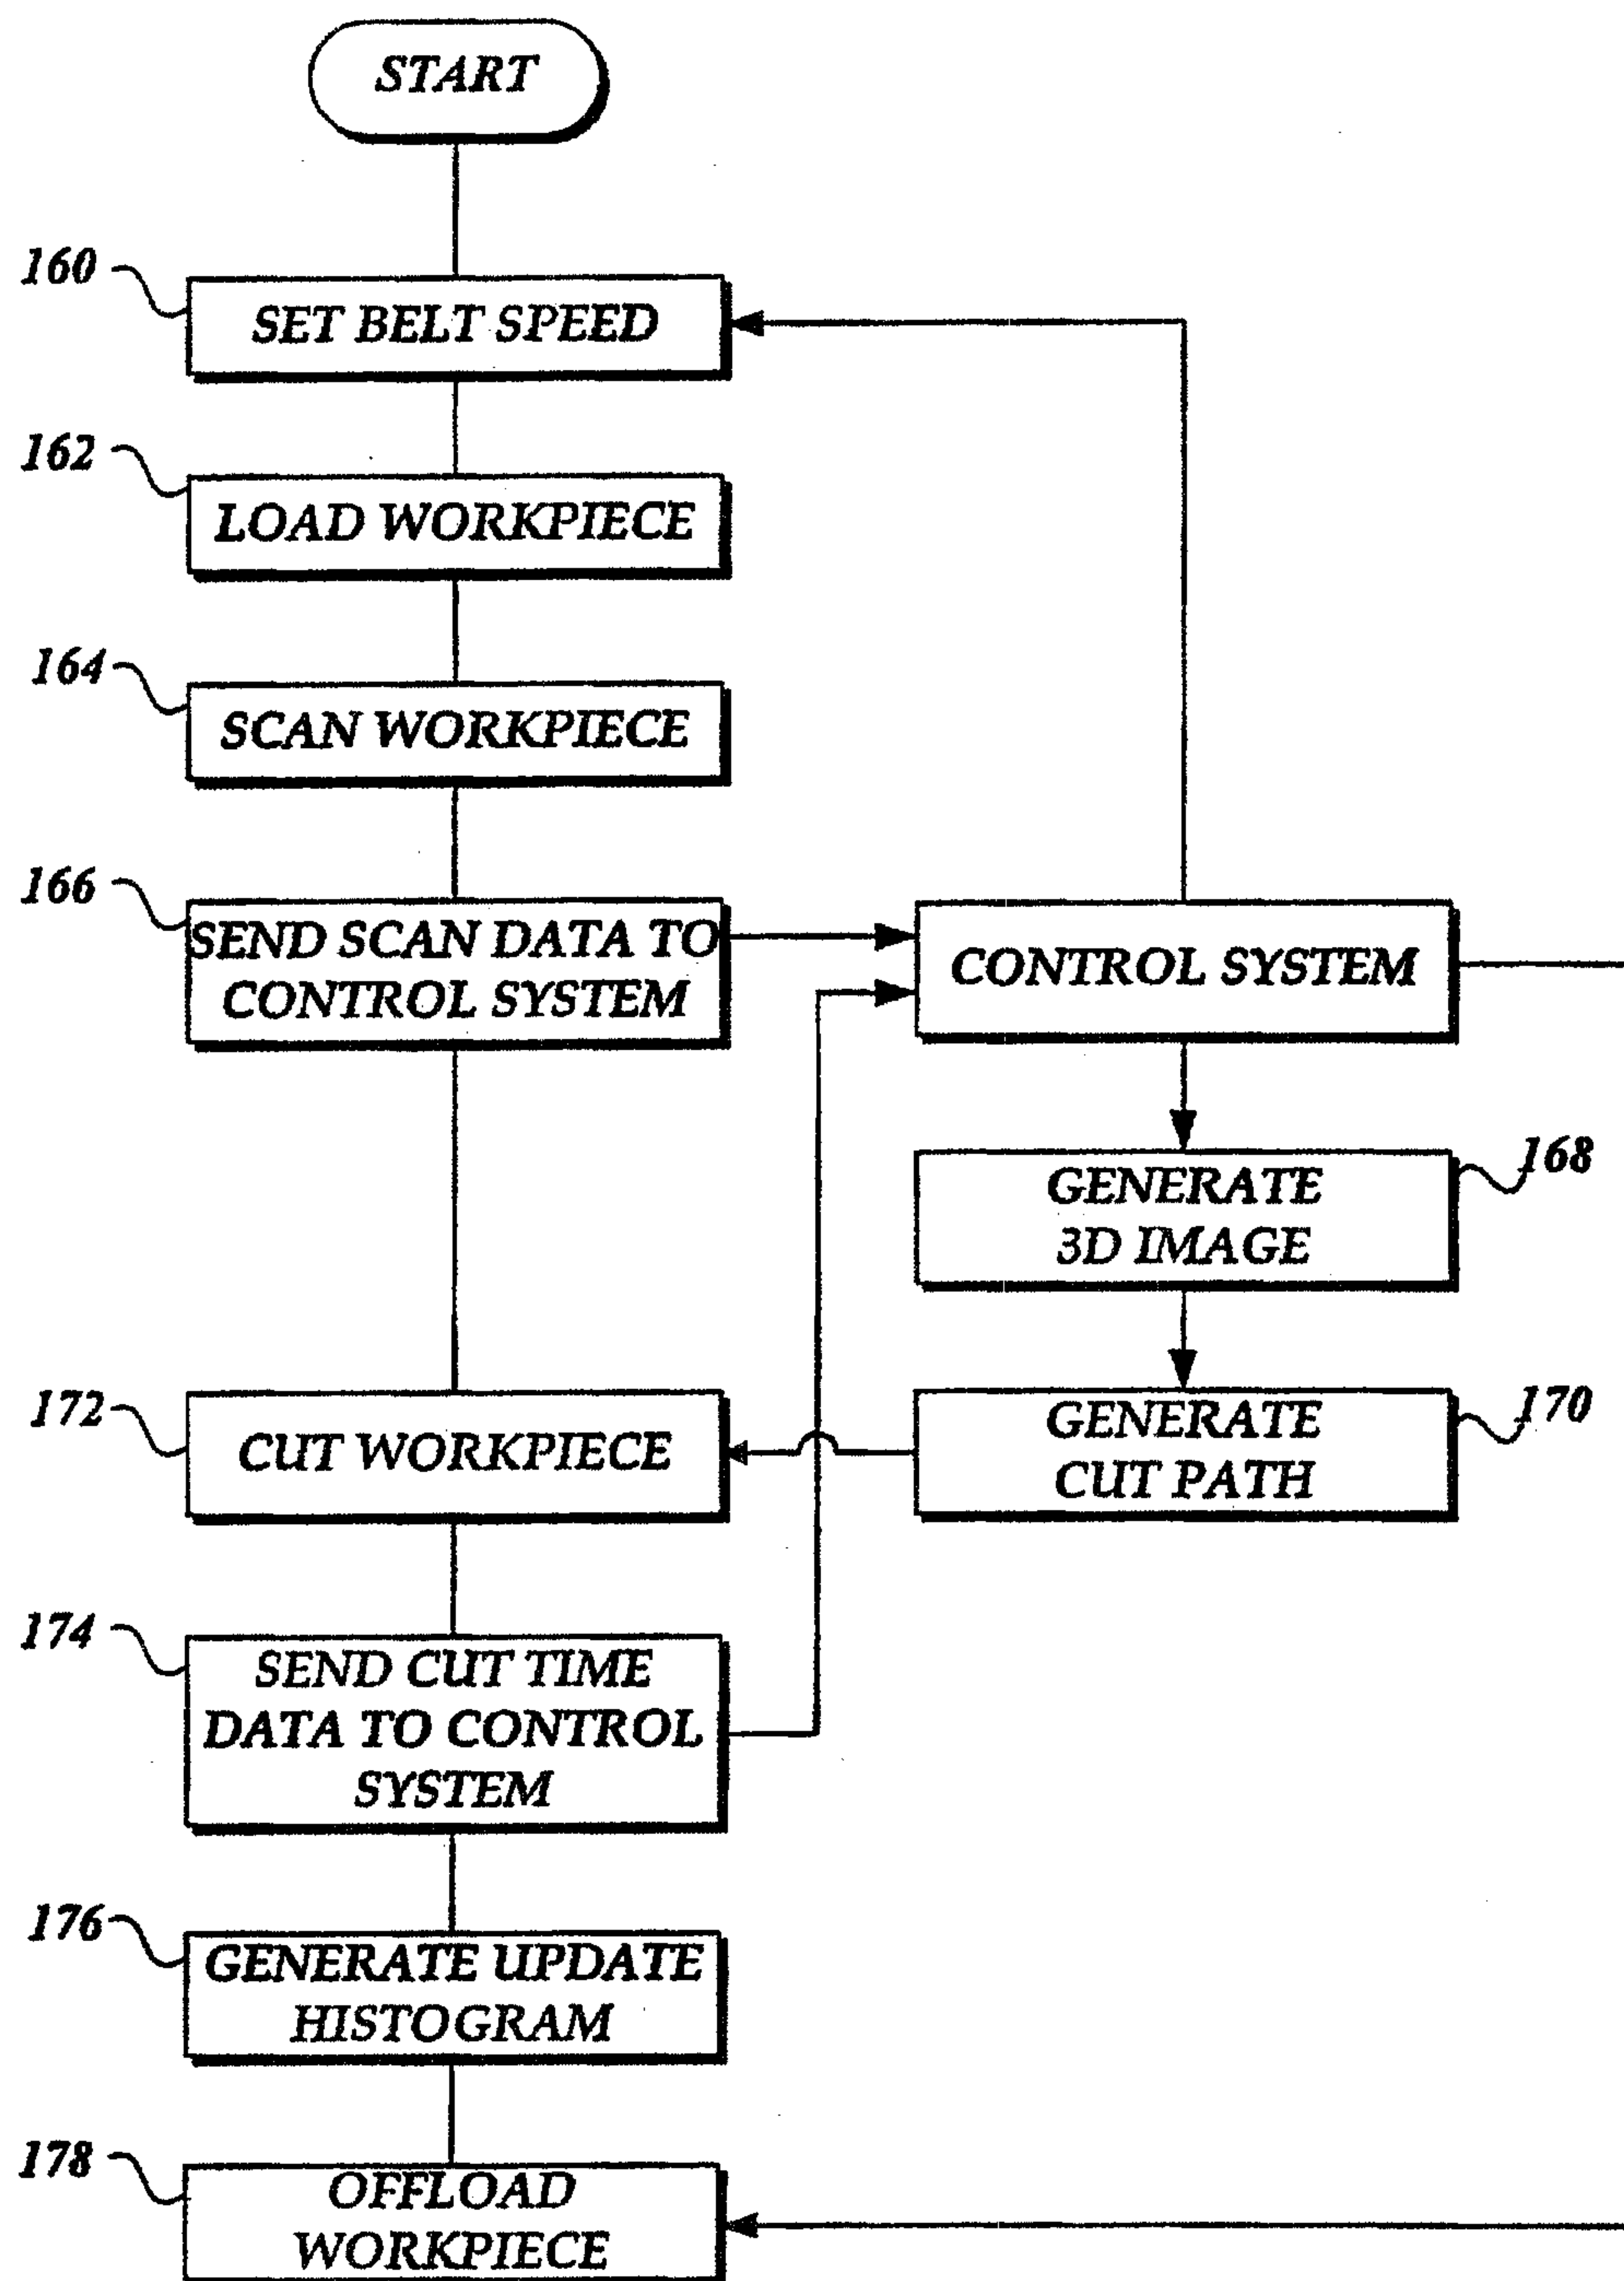 START
160
SET BELT SPEED
162
LOAD WORKPIECE
164
SCAN WORKPIECE
166
SEND SCAN DATA TO
CONTROL SYSTEM
CONTROL SYSTEM
168
GENERATE
3D IMAGE
170
GENERATE
CUT PATH
172
CUT WORKPIECE
174
SEND CUT TIME
DATA TO CONTROL
SYSTEM
176
GENERATE UPDATE
HISTOGRAM
178
OFFLOAD
WORKPIECE